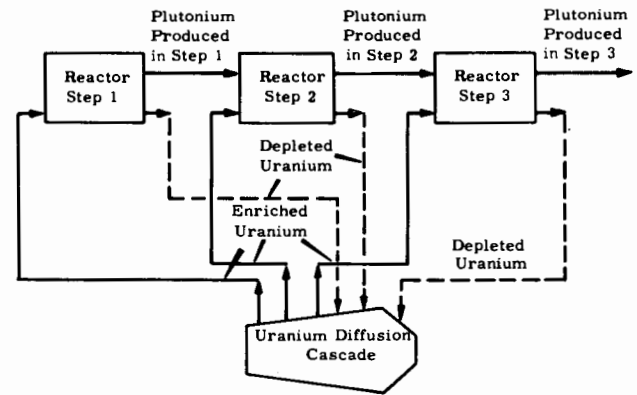 Plutonium
Produced
in Step 1
Plutonium
Produced
in Step 2
Plutonium
Produced
in Step 3
Reactor
Step 1
Reactor
Step 2
Reactor
Step 3
Depleted
Uranium
Enriched
Uranium
Depleted
Uranium
Uranium Diffusion
Cascade